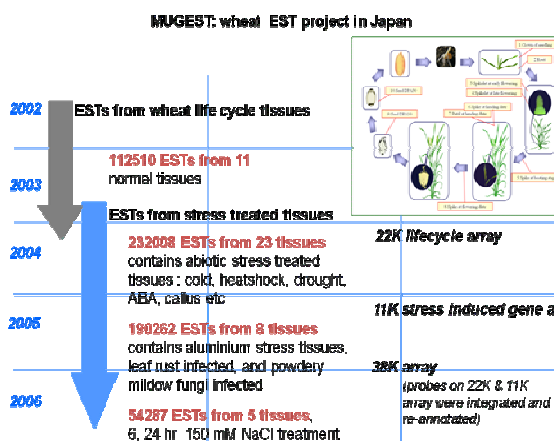 MUGEST: wheat EST project in Japan
2002
ESTs from wheat life cycle tissues
112510 ESTs from 11
normal tissues
2003
ESTs from stress treated tissues
232008 ESTs from 23 tissues
contains abiotic stress treated
tissues : cold, heatshock, drought,
ABA, callus etc
2004
22K lifecycle array
190262 ESTs from 8 tissues
contains aluminium stress tissues,
leaf rust infected, and powdery
mildow fungi infected
2005
11K stress induced gene a
38K array
(probes on 22K & 11K
array were integrated and
re-annotated)
2006
54287 ESTs from 5 tissues,
6, 24 hr 150 mM NaCl treatment